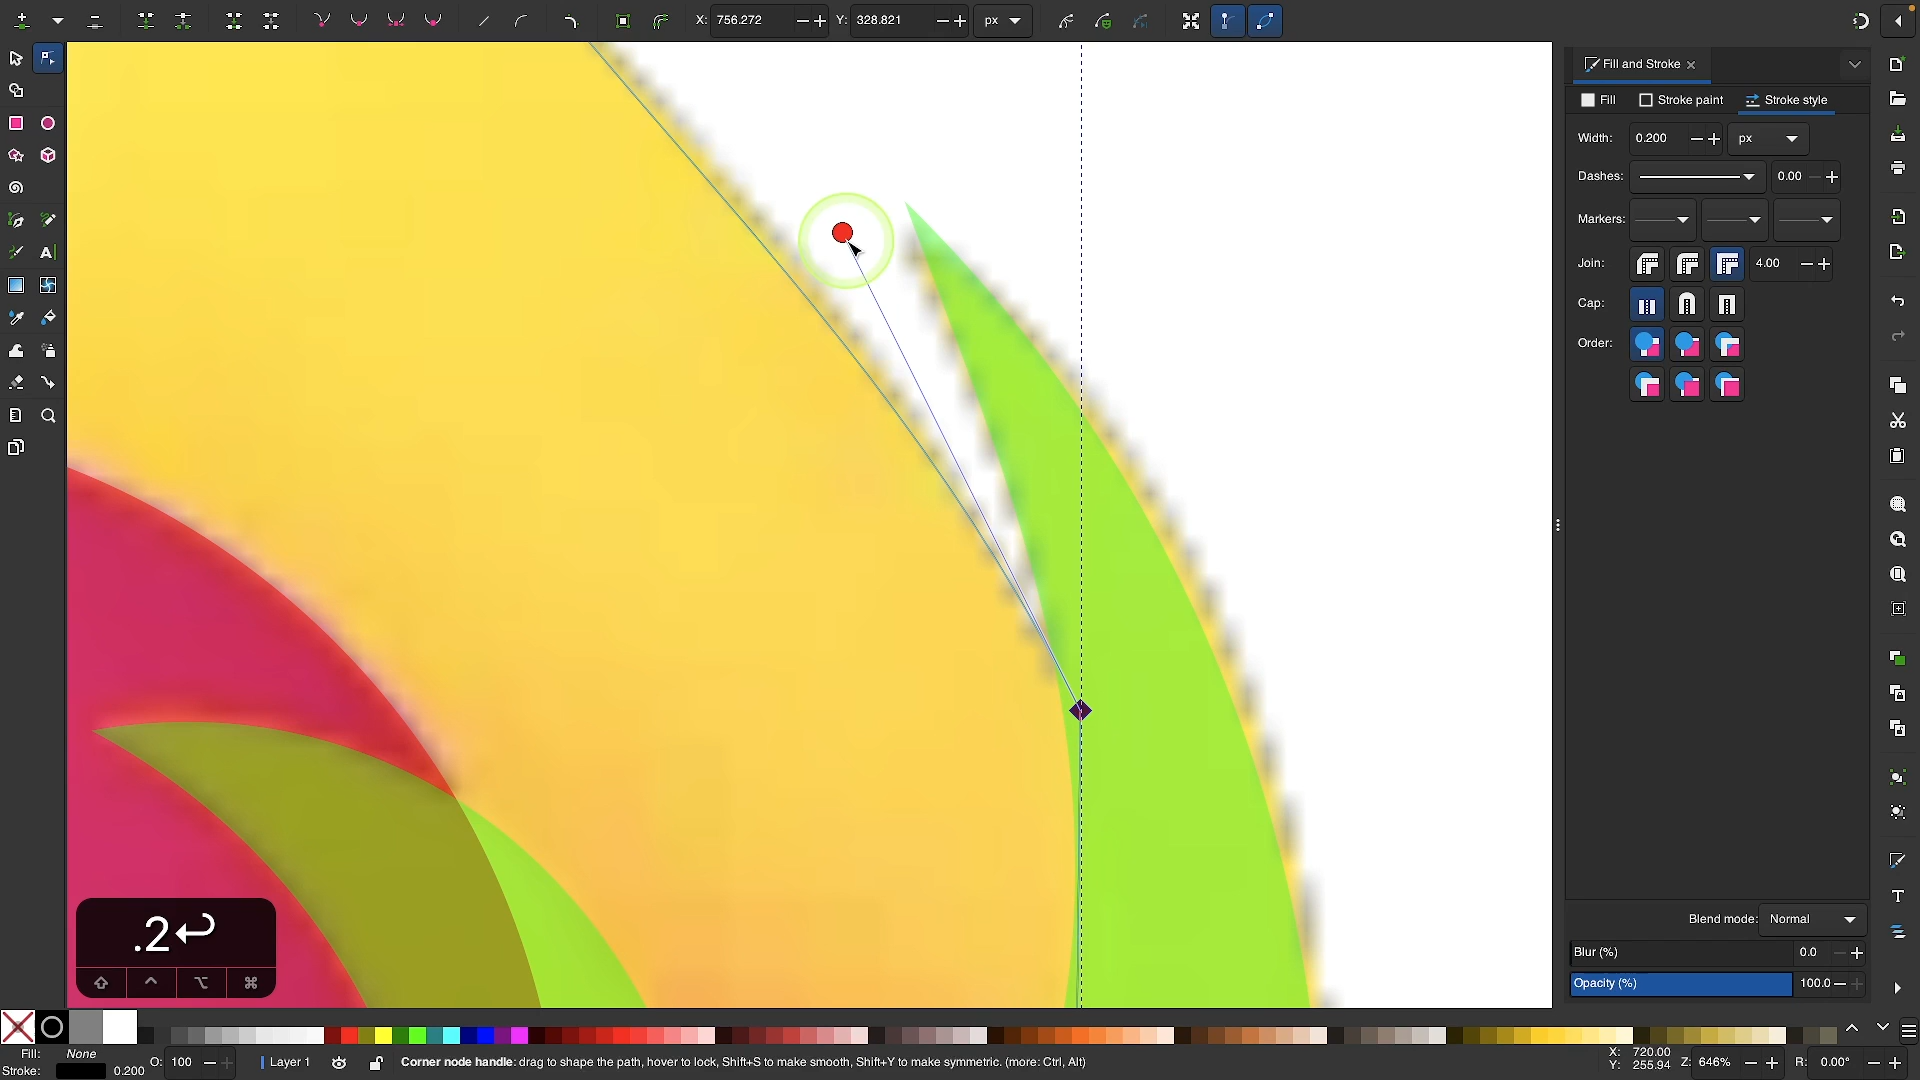 X: 756.272
Y: 328.821
px
A
Fill and Stroke
Fill
Stroke paint
Stroke style
Width:
0.200
px
Dashes:
0.00
Markers:
Join:
4.00
Cap:
Order:
T
.2
Blend mode:
Normal
Blur (%)
0.0
Opacity (%)
100.0
Fill:
None
Stroke:
0.200
O:
100
Layer 1
Corner node handle: drag to shape the path, hover to lock, Shift+S to make smooth, Shift+Y to make symmetric. (more: Ctrl, Alt)
X: 720.00
Y: 255.94
Z:
646%
R:
0.00°